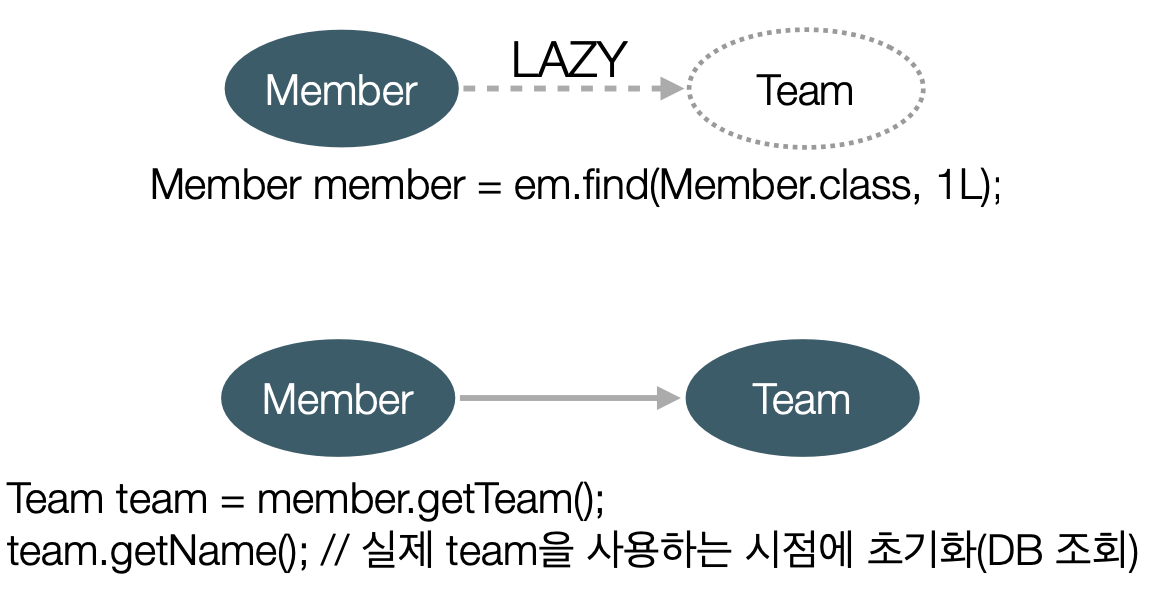 LAZY
Member
Team
Member member = em.find(Member.class, 1L);
Member
Team
Team team = member.getTeam();
team.getName(); // 실제 team을 사용하는 시점에 초기화(DB 조회)